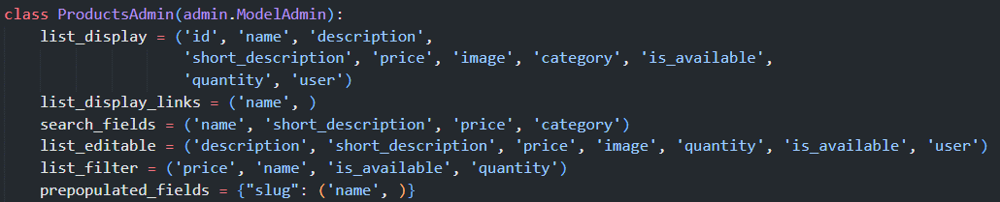 class ProductsAdmin(admin.ModelAdmin):
    list_display = ('id', 'name', 'description',
                    'short_description', 'price', 'image', 'category', 'is_available',
                    'quantity', 'user')
    list_display_links = ('name', )
    search_fields = ('name', 'short_description', 'price', 'category')
    list_editable = ('description', 'short_description', 'price', 'image', 'quantity', 'is_available', 'user')
    list_filter = ('price', 'name', 'is_available', 'quantity')
    prepopulated_fields = {"slug": ('name', )}